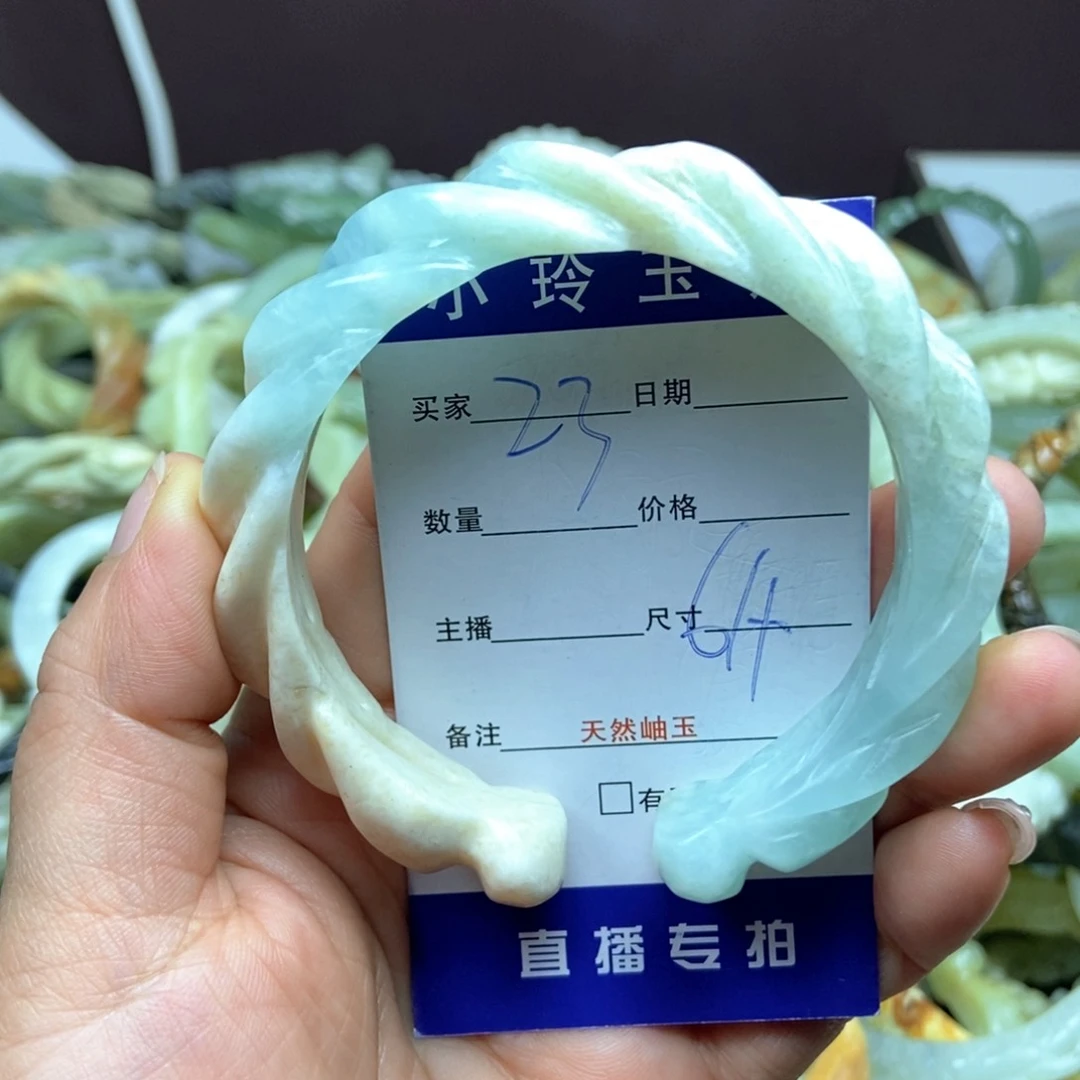 小玲玉
买家 23 日期
数量 价格
主播 尺寸 64
备注 天然岫玉
□有
直播专拍